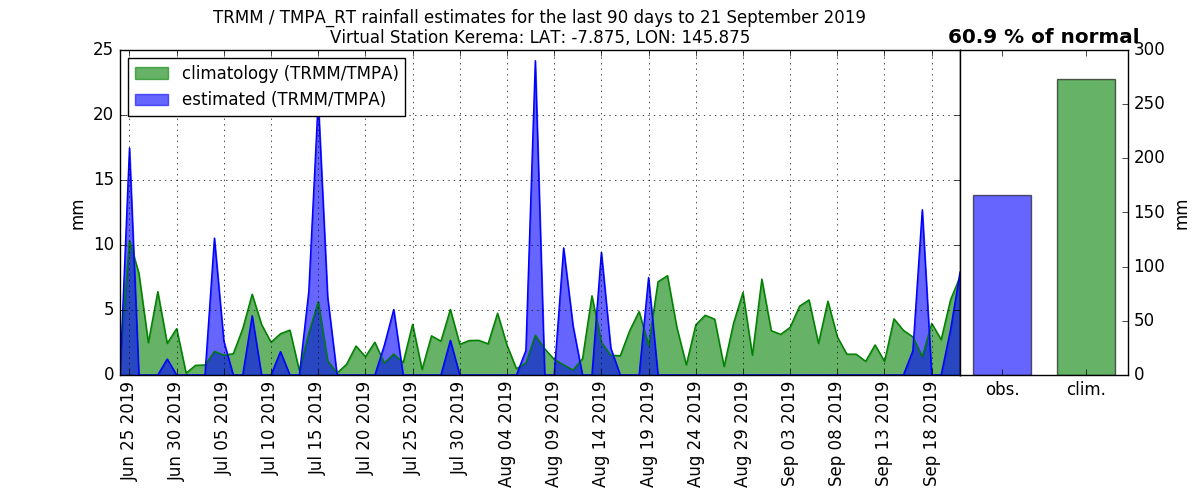 TRMM / TMPA_RT rainfall estimates for the last 90 days to 21 September 2019
Virtual Station Kerema: LAT: -7.875, LON: 145.875
60.9 % of normal
climatology (TRMM/TMPA)
estimated (TRMM/TMPA)
mm
25
20
15
10
5
0
Jun 25 2019
Jun 30 2019
Jul 05 2019
Jul 10 2019
Jul 15 2019
Jul 20 2019
Jul 25 2019
Jul 30 2019
Aug 04 2019
Aug 09 2019
Aug 14 2019
Aug 19 2019
Aug 24 2019
Aug 29 2019
Sep 03 2019
Sep 08 2019
Sep 13 2019
Sep 18 2019
obs.
clim.
300
250
200
150
100
50
0
mm